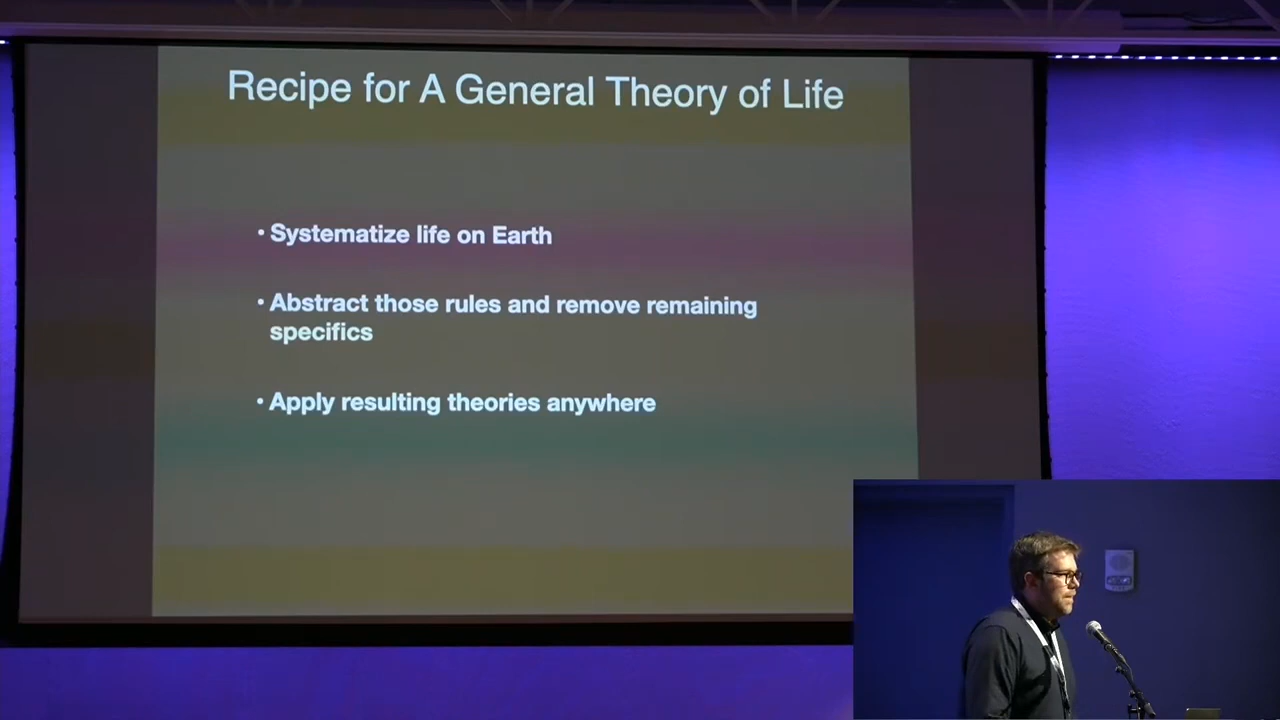 Recipe for A General Theory of Life
• Systematize life on Earth
• Abstract those rules and remove remaining
specifics
• Apply resulting theories anywhere